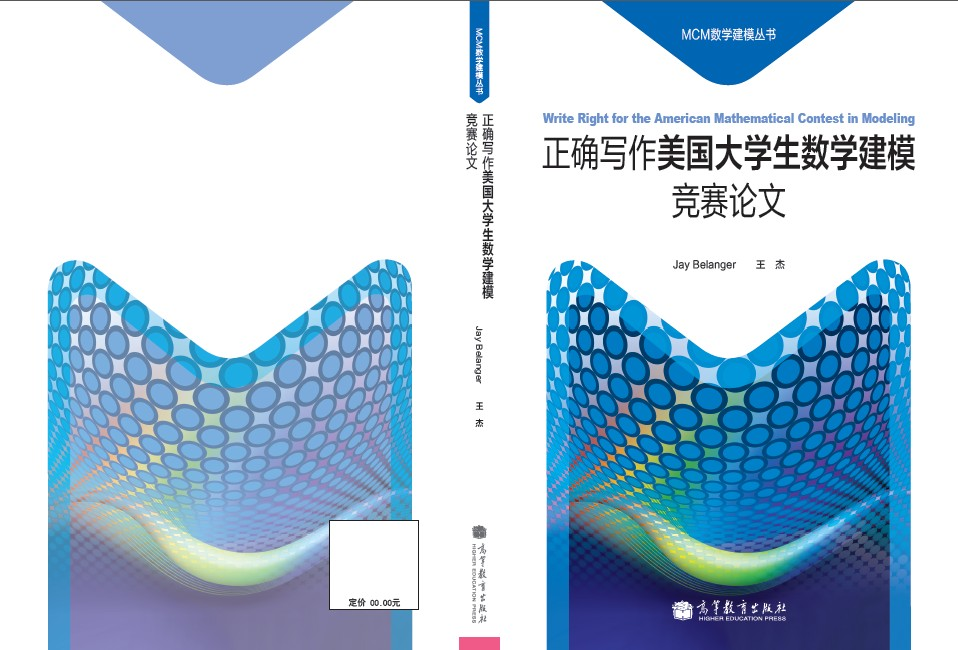 MCM数学建模丛书
Write Right for the American Mathematical Contest in Modeling
正确写作美国大学生数学建模
竞赛论文
Jay Belanger 王 杰
高等教育出版社
HIGHER EDUCATION PRESS
MCM数学建模丛书
正确写作美国大学生数学建模
竞赛论文
Jay Belanger 王 杰
高等教育出版社
HIGHER EDUCATION PRESS
定价 00.00元